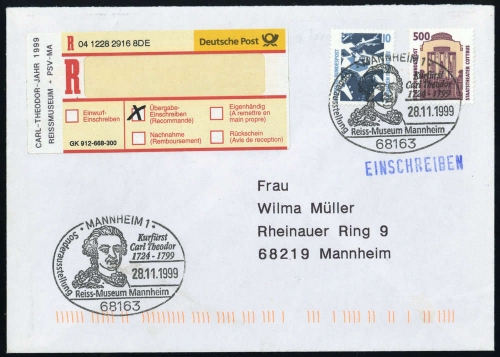 CARL-THEODOR-JAHR 1999
REISSMUSEUM + PSV-MA
R 04 1228 2916 8DE
Deutsche Post
R
Einwurf-
Einschreiben
X
Übergabe-
Einschreiben
(Recommandé)
Eigenhändig
(A remettre en
main propre)
Nachnahme
(Remboursement)
Rückschein
(Avis de reception)
GK 912-668-300
10
500
STAATSTHEATER COTTBUS
MANNHEIM 1
Kurfürst
Carl Theodor
1724 - 1799
28.11.1999
Sonderausstellung
Reiss-Museum Mannheim
68163
EINSCHREIBEN
Frau
Wilma Müller
Rheinauer Ring 9
68219 Mannheim
MANNHEIM 1
Kurfürst
Carl Theodor
1724 - 1799
28.11.1999
Sonderausstellung
Reiss-Museum Mannheim
68163